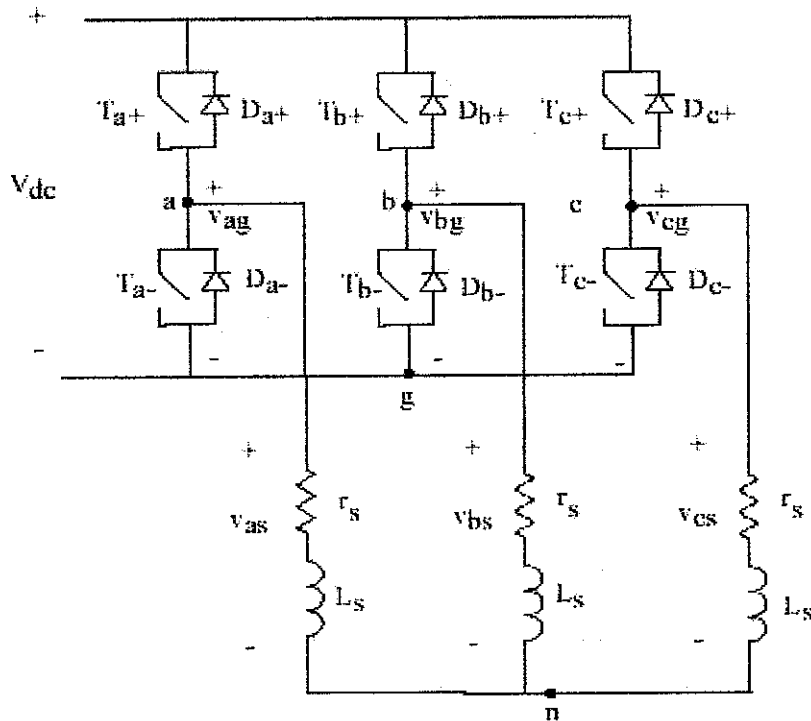 +
Ta+ Da+ Tb+ Db+ Tc+ Dc+
Vdc
a + b + c +
vag vbg vcg
Ta- Da- Tb- Db- Tc- Dc-
- - - -
g
+ + +
vas rs vbs rs vcs rs
Ls Ls Ls
- - -
n